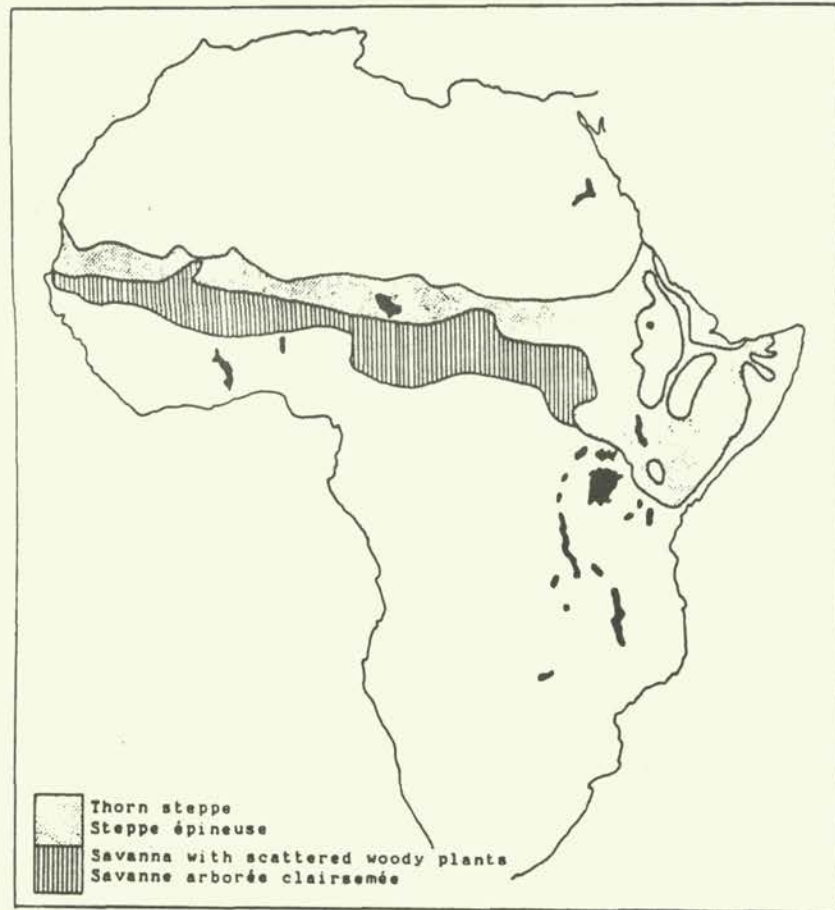 Thorn steppe
Steppe épineuse
Savanna with scattered woody plants
Savanne arborée clairsemée